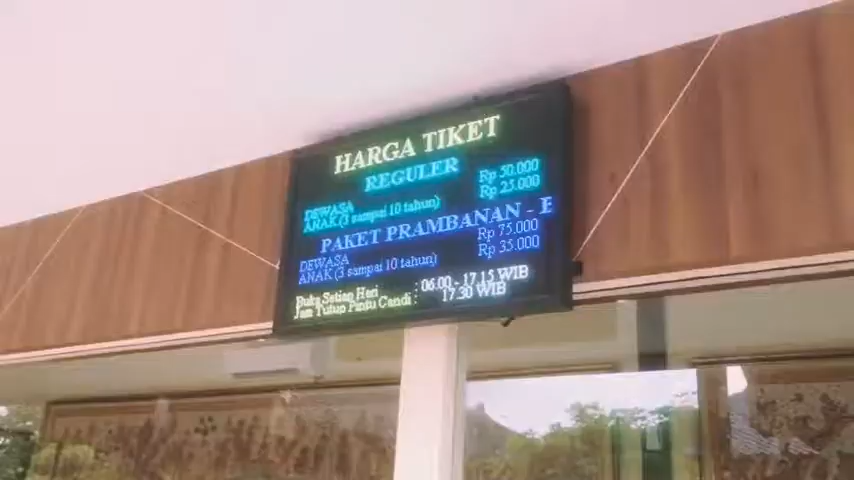 HARGA TIKET
REGULER
DEWASA Rp 50.000
ANAK (3 sampai 10 tahun) Rp 25.000
PAKET PRAMBANAN - E
DEWASA Rp 75.000
ANAK (3 sampai 10 tahun) Rp 35.000
Buka Setiap Hari : 06.00 - 17.15 WIB
Jam Tutup Pintu Candi : 17.30 WIB